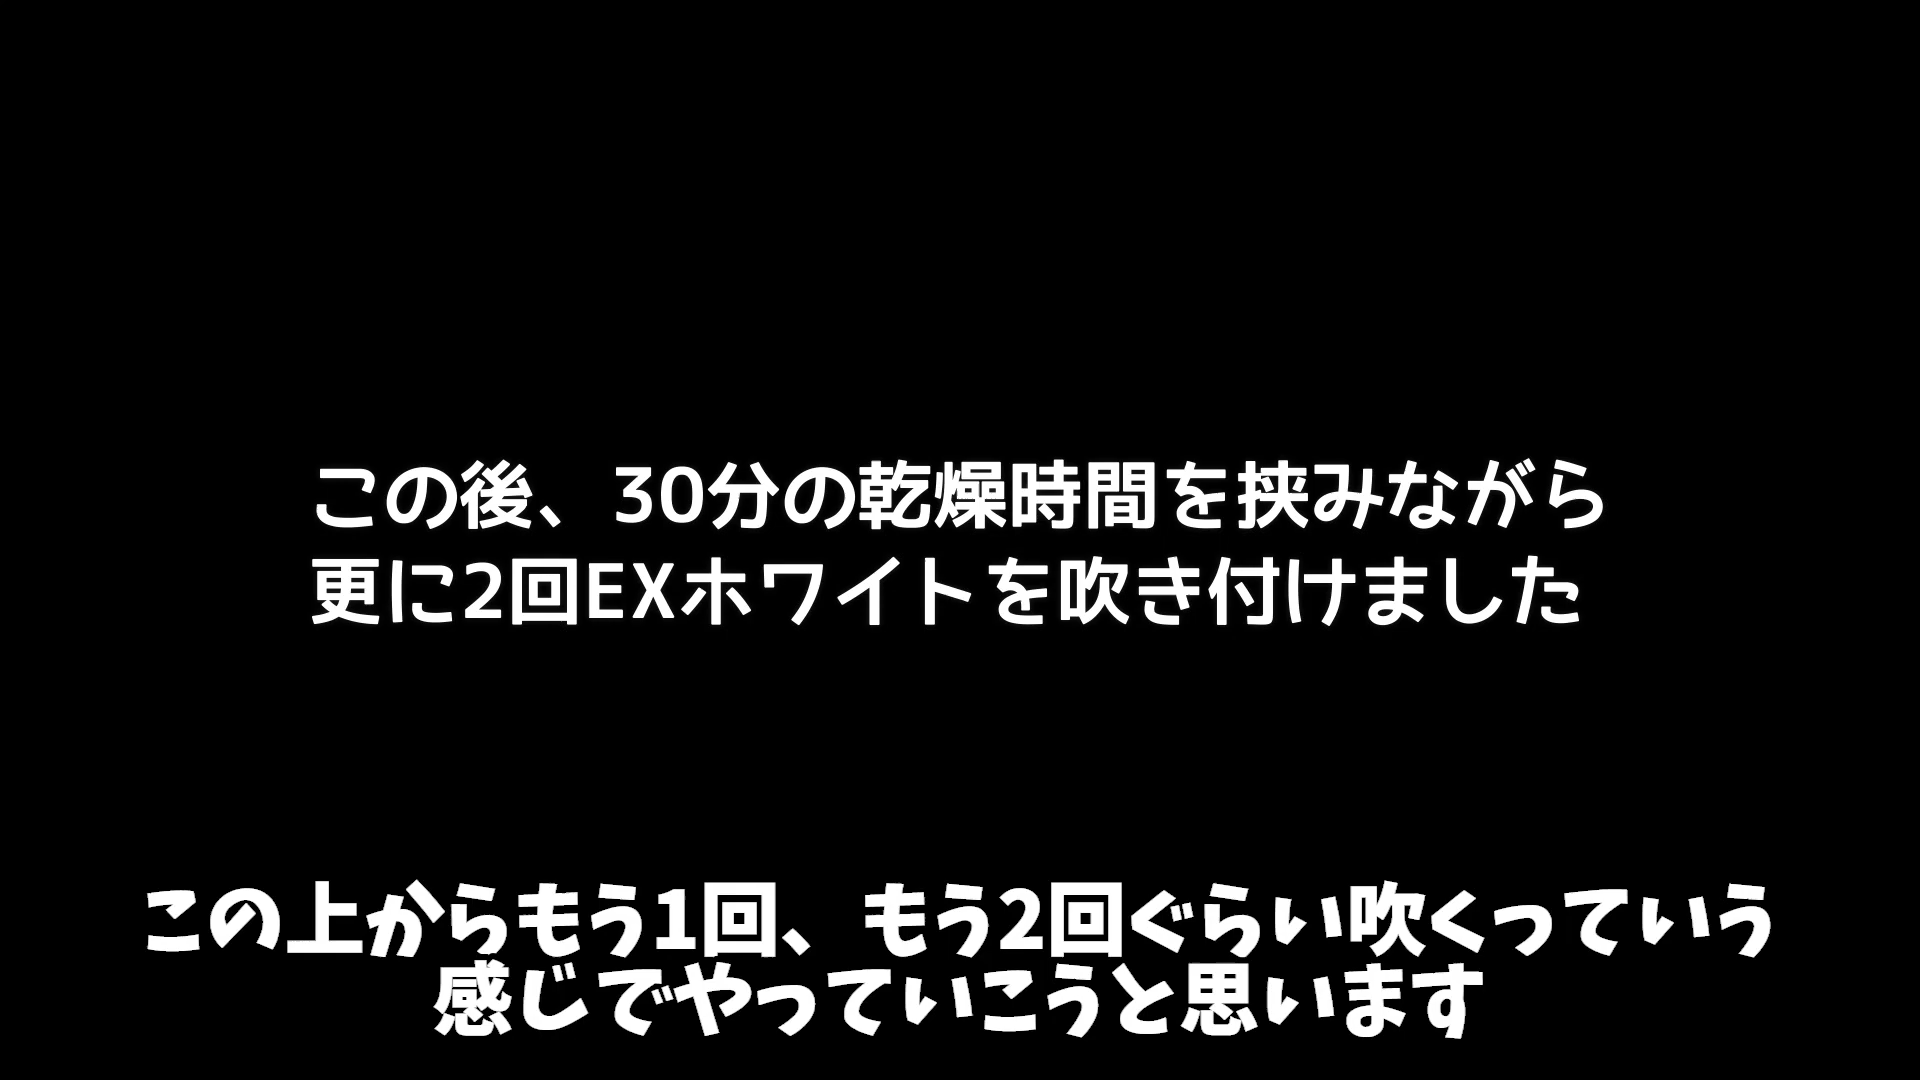 この後、30分の乾燥時間を挟みながら
更に2回EXホワイトを吹き付けました
この上からもう1回、もう2回ぐらい吹くっていう
感じでやっていこうと思います